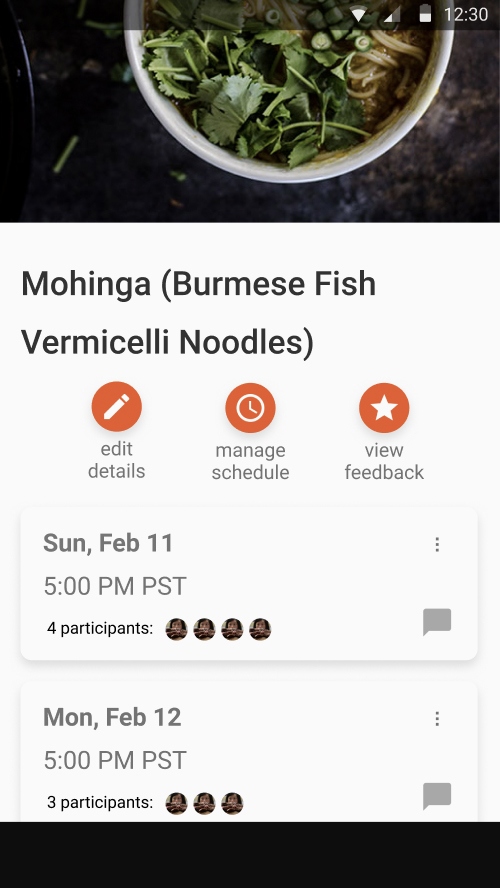 12:30
Mohinga (Burmese Fish
Vermicelli Noodles)
edit
details
manage
schedule
view
feedback
Sun, Feb 11
5:00 PM PST
4 participants:
Mon, Feb 12
5:00 PM PST
3 participants: